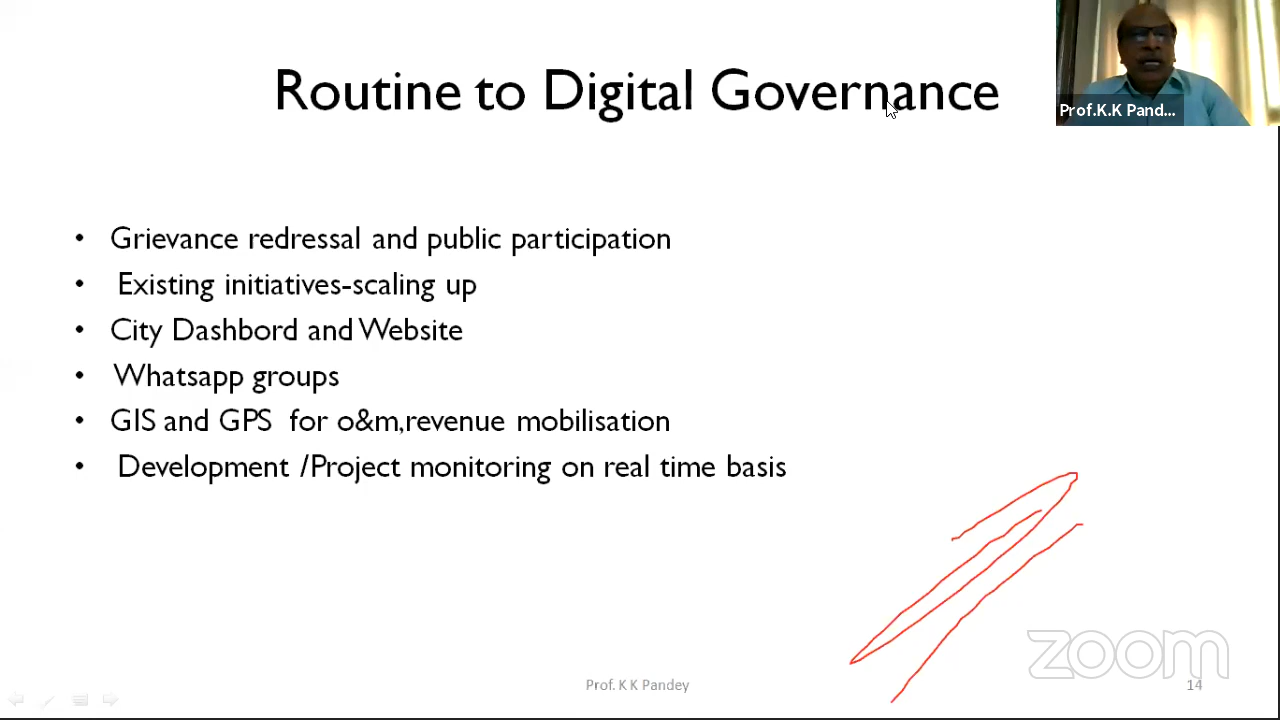 Routine to Digital Governance
Prof.K.K Pand...
• Grievance redressal and public participation
• Existing initiatives-scaling up
• City Dashbord and Website
• Whatsapp groups
• GIS and GPS for o&m,revenue mobilisation
• Development /Project monitoring on real time basis
zoom
Prof. K K Pandey
14